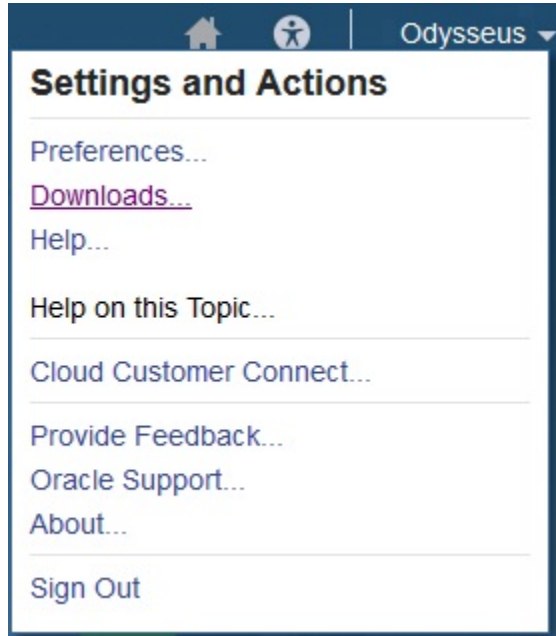 Odysseus
Settings and Actions
Preferences...
Downloads...
Help...
Help on this Topic...
Cloud Customer Connect...
Provide Feedback...
Oracle Support...
About...
Sign Out